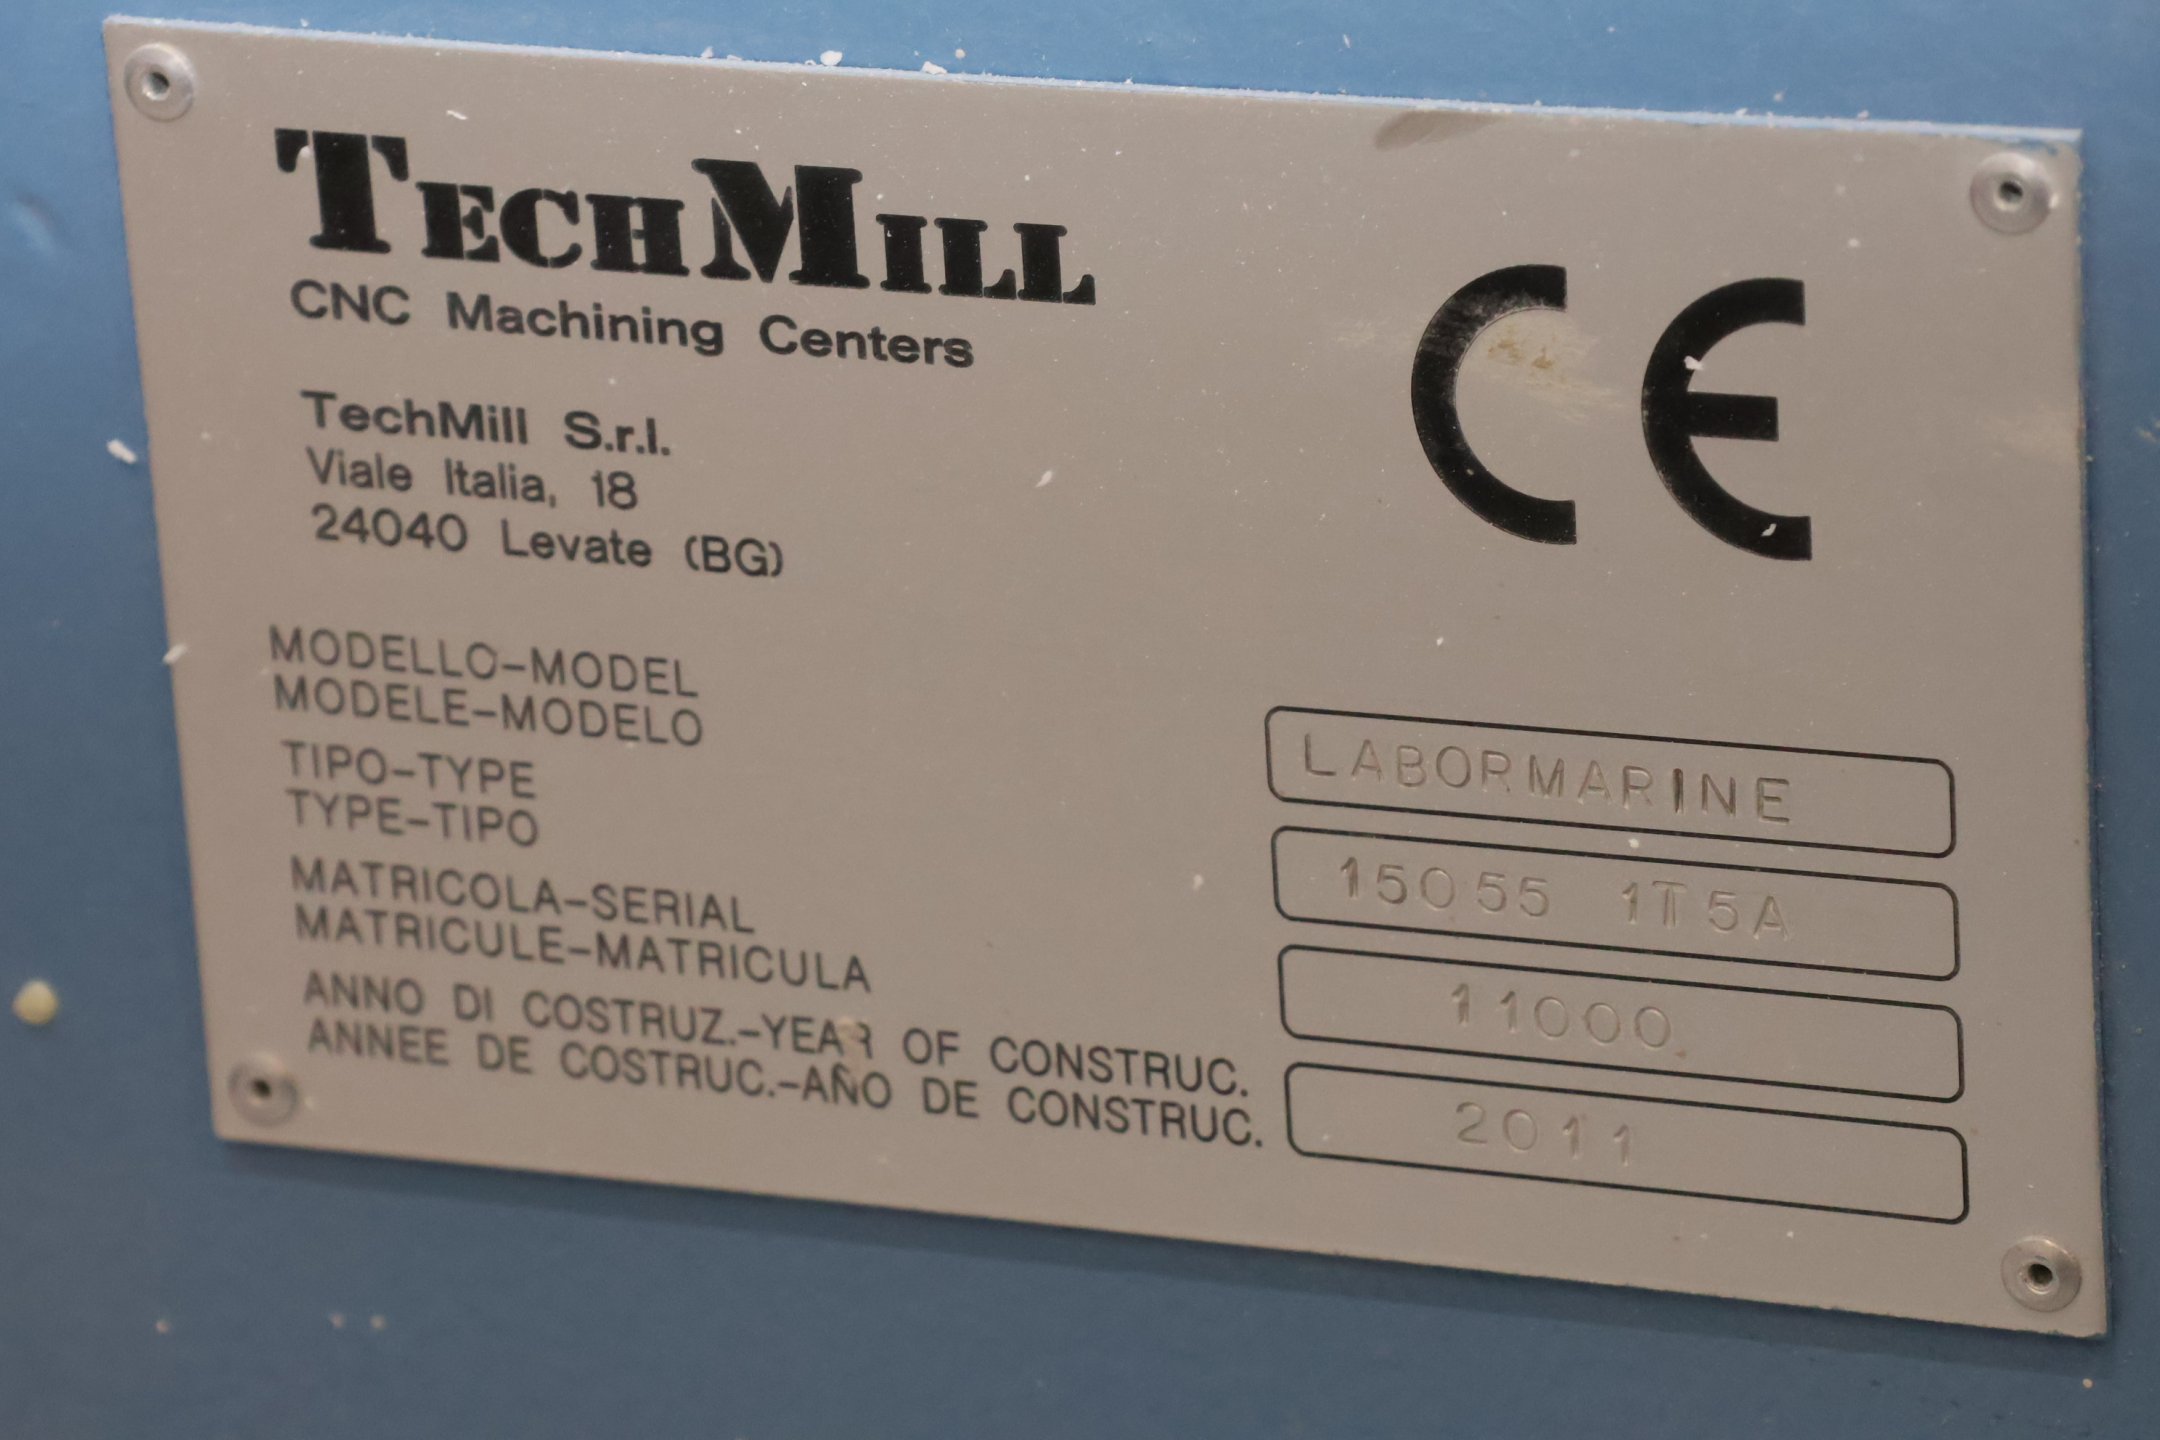 TECHMILL
CNC Machining Centers
CE
TechMill S.r.l.
Viale Italia, 18
24040 Levate (BG)
MODELLO-MODEL
MODELE-MODELO
LABORMARINE
TIPO-TYPE
TYPE-TIPO
15055 1T5A
MATRICOLA-SERIAL
MATRICULE-MATRICULA
11000
ANNO DI COSTRUZ.-YEAR OF CONSTRUC.
ANNEE DE COSTRUC.-AÑO DE CONSTRUC.
2011